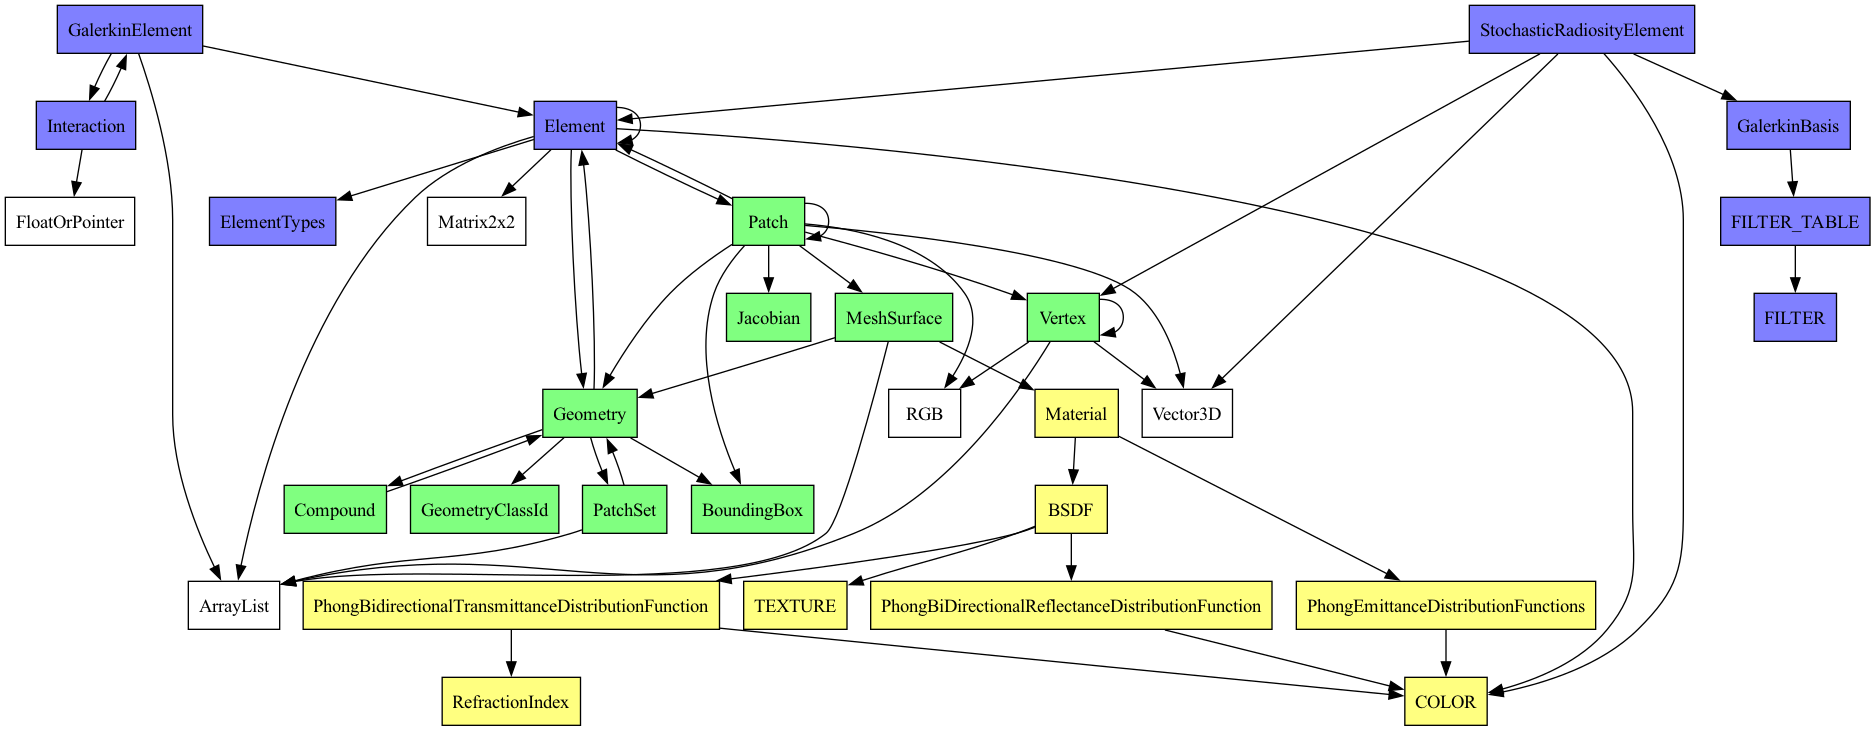 GalerkinElement
StochasticRadiosityElement
Interaction
Element
GalerkinBasis
FloatOrPointer
ElementTypes
Matrix2x2
Patch
FILTER_TABLE
Jacobian
MeshSurface
Vertex
FILTER
Geometry
RGB
Material
Vector3D
Compound
GeometryClassId
PatchSet
BoundingBox
BSDF
ArrayList
PhongBidirectionalTransmittanceDistributionFunction
TEXTURE
PhongBiDirectionalReflectanceDistributionFunction
PhongEmittanceDistributionFunctions
RefractionIndex
COLOR